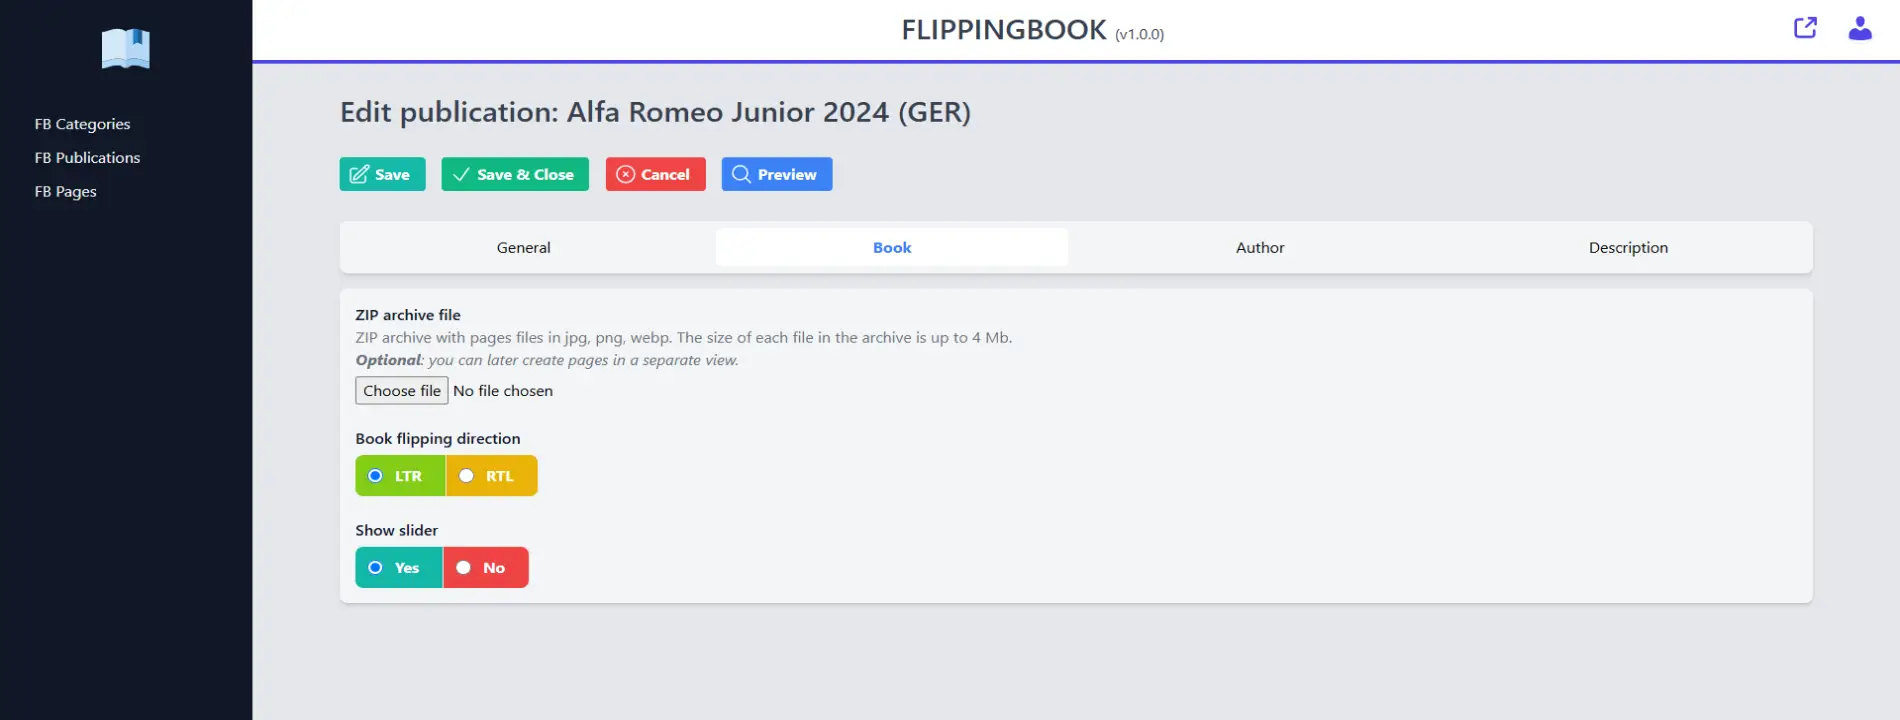 FLIPPINGBOOK (v1.0.0)
FB Categories
FB Publications
FB Pages
Edit publication: Alfa Romeo Junior 2024 (GER)
Save
Save & Close
Cancel
Preview
General
Book
Author
Description
ZIP archive file
ZIP archive with pages files in jpg, png, webp. The size of each file in the archive is up to 4 Mb.
Optional: you can later create pages in a separate view.
Choose file No file chosen
Book flipping direction
LTR
RTL
Show slider
Yes
No